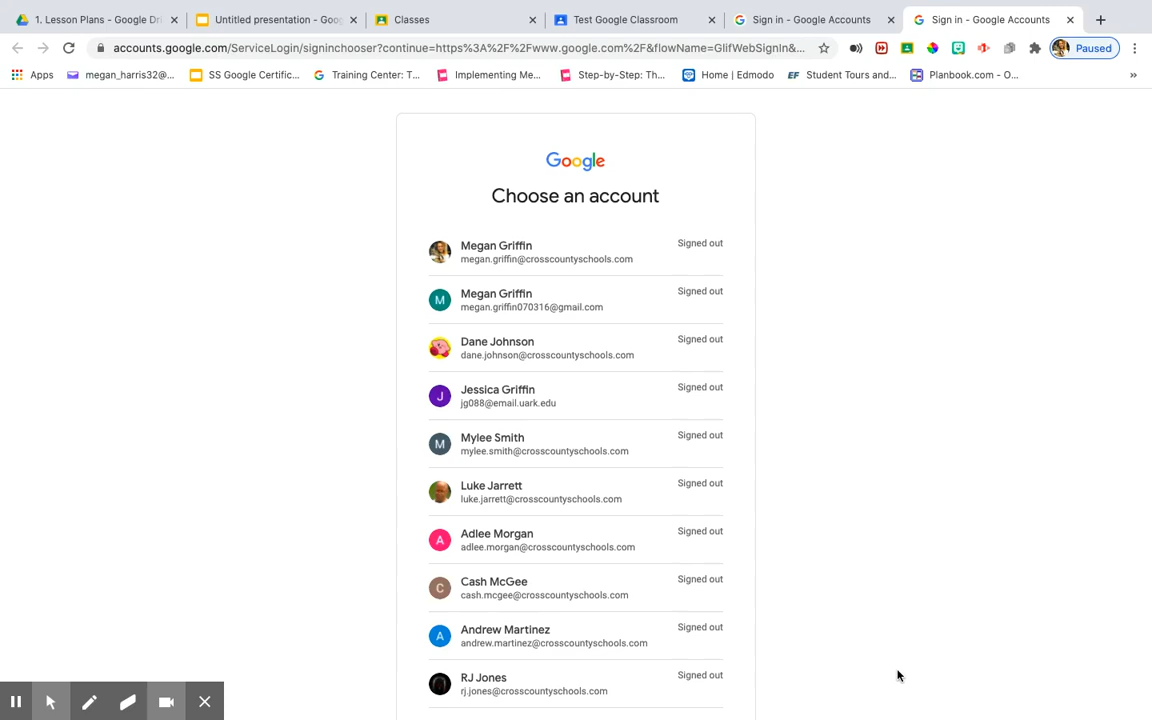 1. Lesson Plans - Google Dri
Untitled presentation - Goog
Classes
Test Google Classroom
Sign in - Google Accounts
Sign in - Google Accounts
accounts.google.com/ServiceLogin/signinchooser?continue=https%3A%2F%2Fwww.google.com%2F&flowName=GlifWebSignIn&...
Paused
Apps
megan_harris32@...
SS Google Certific...
Training Center: T...
Implementing Me...
Step-by-Step: Th...
Home | Edmodo
EF
Student Tours and...
Planbook.com - O...
»
Google
Choose an account
Megan Griffin
Signed out
megan.griffin@crosscountyschools.com
M
Megan Griffin
Signed out
megan.griffin070316@gmail.com
Dane Johnson
Signed out
dane.johnson@crosscountyschools.com
J
Jessica Griffin
Signed out
jg088@email.uark.edu
M
Mylee Smith
Signed out
mylee.smith@crosscountyschools.com
Luke Jarrett
Signed out
luke.jarrett@crosscountyschools.com
A
Adlee Morgan
Signed out
adlee.morgan@crosscountyschools.com
C
Cash McGee
Signed out
cash.mcgee@crosscountyschools.com
A
Andrew Martinez
Signed out
andrew.martinez@crosscountyschools.com
RJ Jones
Signed out
rj.jones@crosscountyschools.com